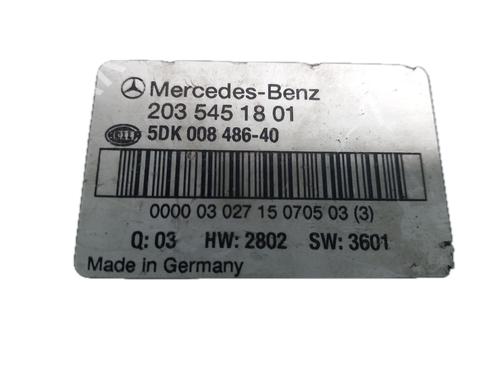 Mercedes-Benz
203 545 18 01
HELLA 5DK 008 486-40
0000 03 027 15 0705 03 (3)
Q: 03 HW: 2802 SW: 3601
Made in Germany